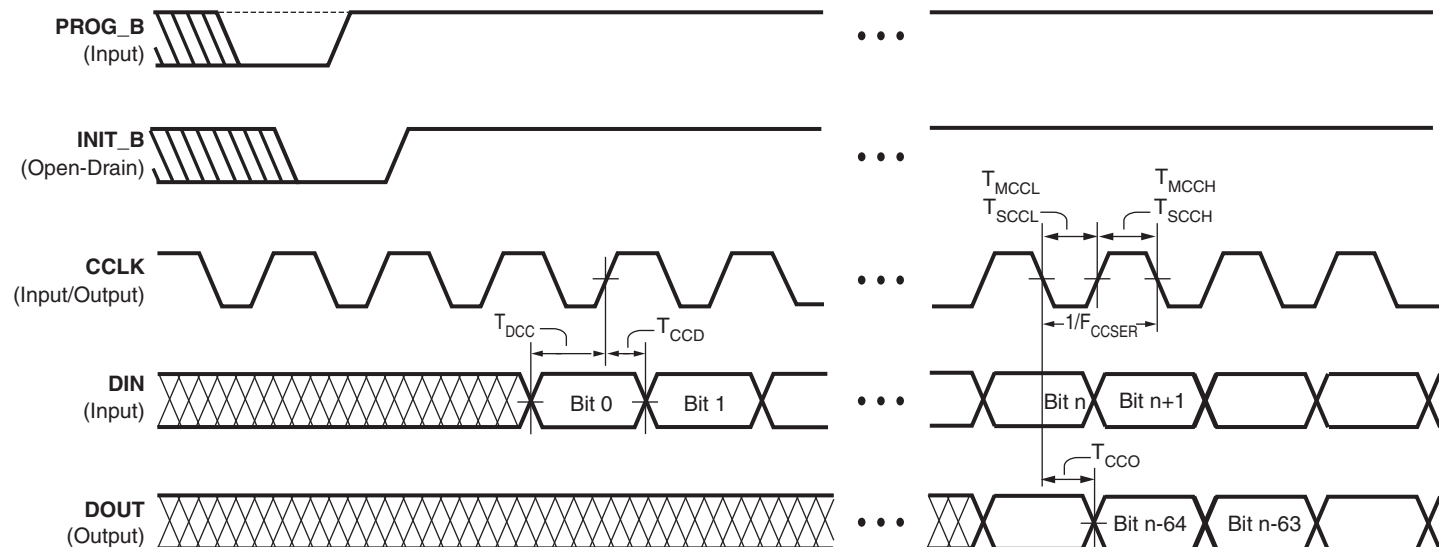 PROG_B
(Input)
INIT_B
(Open-Drain)
T_MCCL
T_SCCL
T_MCCH
T_SCCH
CCLK
(Input/Output)
T_DCC
T_CCD
1/F_CCSER
DIN
(Input)
Bit 0
Bit 1
Bit n
Bit n+1
T_CCO
DOUT
(Output)
Bit n-64
Bit n-63